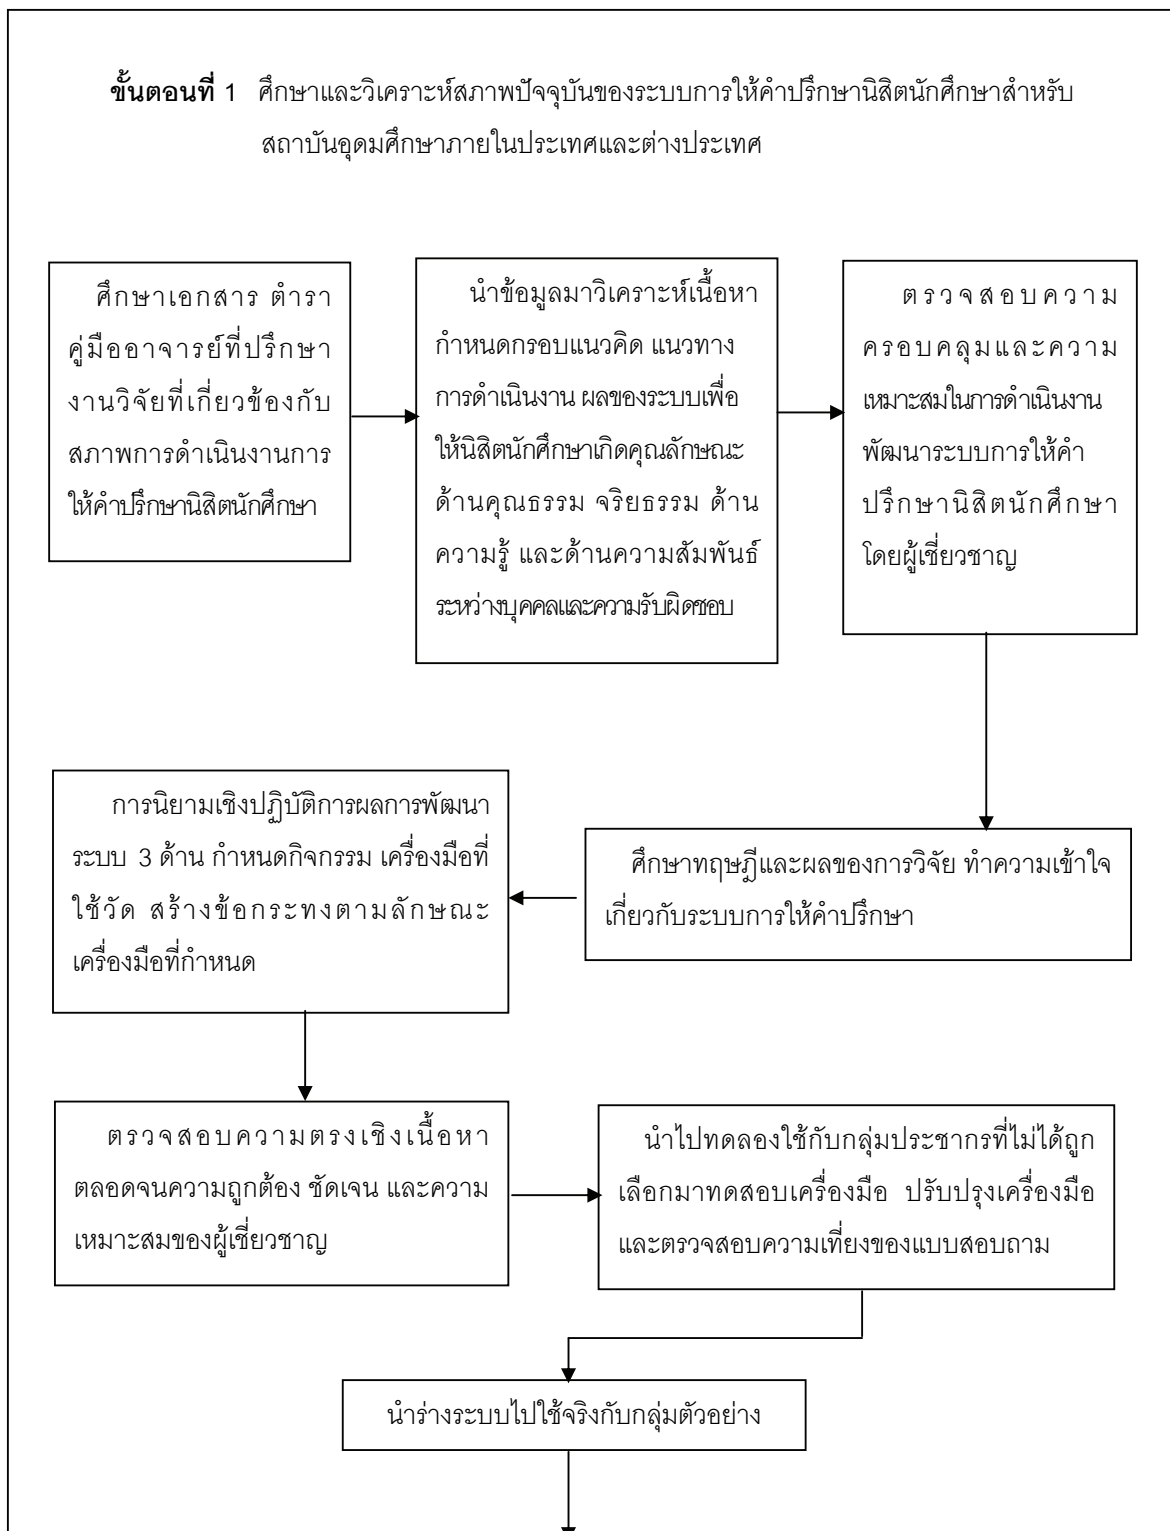 ขั้นตอนที่ 1 ศึกษาและวิเคราะห์สภาพปัจจุบันของระบบการให้คำปรึกษานิสิตนักศึกษาสำหรับ
สถาบันอุดมศึกษาภายในประเทศและต่างประเทศ
ศึกษาเอกสาร ตำรา
คู่มืออาจารย์ที่ปรึกษา
งานวิจัยที่เกี่ยวข้องกับ
สภาพการดำเนินงานการ
ให้คำปรึกษานิสิตนักศึกษา
นำข้อมูลมาวิเคราะห์เนื้อหา
กำหนดกรอบแนวคิด แนวทาง
การดำเนินงาน ผลของระบบเพื่อ
ให้นิสิตนักศึกษาเกิดคุณลักษณะ
ด้านคุณธรรม จริยธรรม ด้าน
ความรู้ และด้านความสัมพันธ์
ระหว่างบุคคลและความรับผิดชอบ
ตรวจสอบความ
ครอบคลุมและความ
เหมาะสมในการดำเนินงาน
พัฒนาระบบการให้คำ
ปรึกษานิสิตนักศึกษา
โดยผู้เชี่ยวชาญ
ศึกษาทฤษฎีและผลของการวิจัย ทำความเข้าใจ
เกี่ยวกับระบบการให้คำปรึกษา
การนิยามเชิงปฏิบัติการผลการพัฒนา
ระบบ 3 ด้าน กำหนดกิจกรรม เครื่องมือที่
ใช้วัด สร้างข้อกระทงตามลักษณะ
เครื่องมือที่กำหนด
ตรวจสอบความตรงเชิงเนื้อหา
ตลอดจนความถูกต้อง ชัดเจน และความ
เหมาะสมของผู้เชี่ยวชาญ
นำไปทดลองใช้กับกลุ่มประชากรที่ไม่ได้ถูก
เลือกมาทดสอบเครื่องมือ ปรับปรุงเครื่องมือ
และตรวจสอบความเที่ยงของแบบสอบถาม
นำร่างระบบไปใช้จริงกับกลุ่มตัวอย่าง